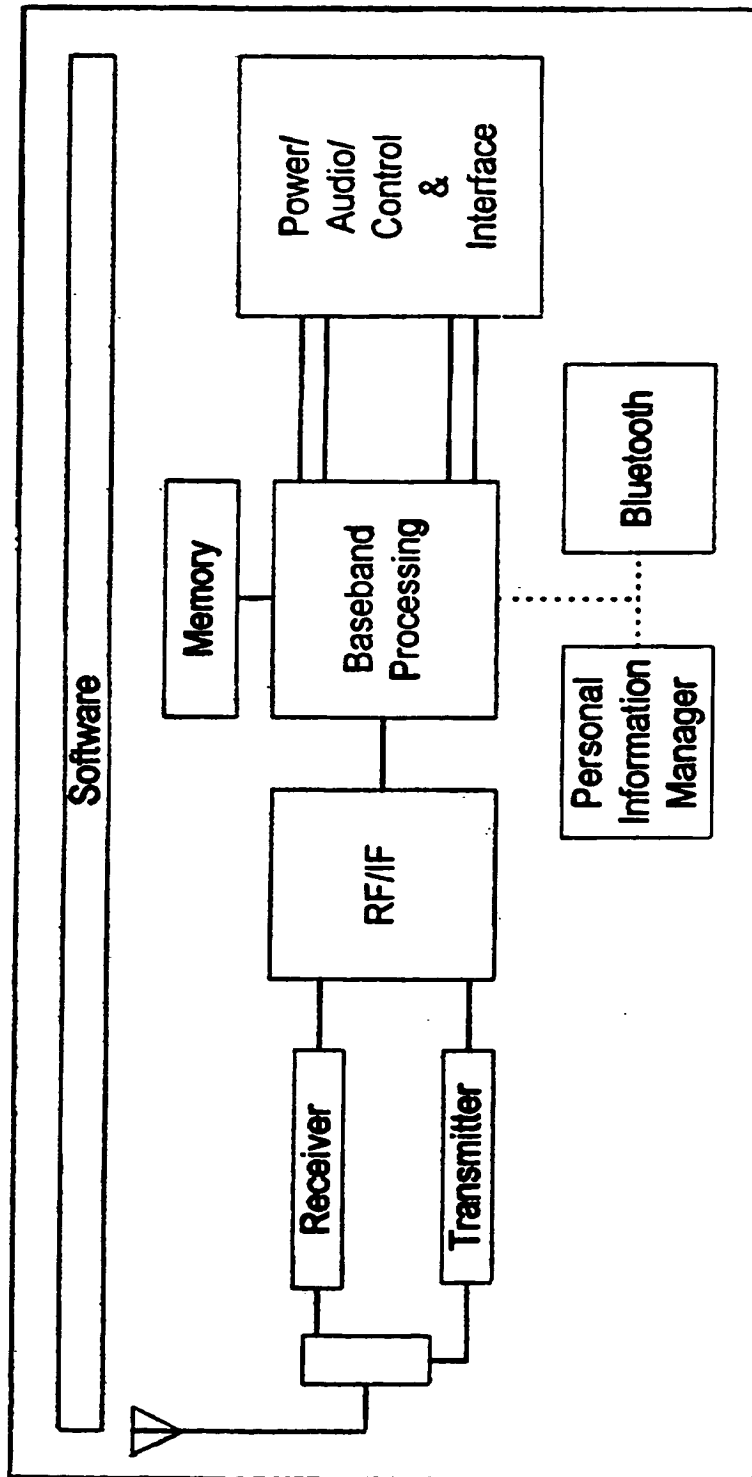 Software
Receiver
Transmitter
RF/IF
Memory
Baseband
Processing
Power/
Audio/
Control
&
Interface
Personal
Information
Manager
Bluetooth